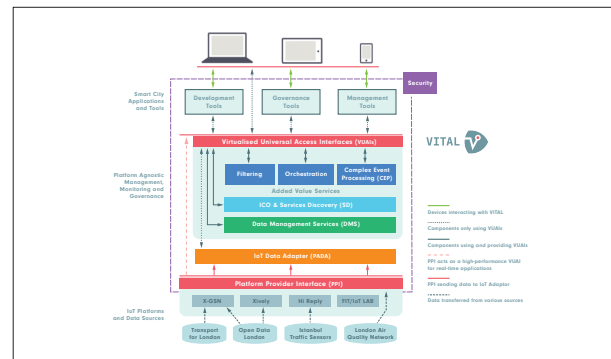 Security
Smart City
Applications
and Tools
Development
Tools
Governance
Tools
Management
Tools
Virtualised Universal Access Interfaces (VUAIs)
VITAL
Platform Agnostic
Management,
Monitoring and
Governance
Filtering
Orchestration
Complex Event
Processing (CEP)
Added Value Services
ICO & Services Discovery (SD)
Data Management Services (DMS)
IoT Data Adapter (PADA)
Platform Provider Interface (PPI)
IoT Platforms
and Data Sources
X-GSN
Xively
Hi Reply
FIT/IoT LAB
Transport
for London
Open Data
London
Istanbul
Traffic Sensors
London Air
Quality Network
Devices interacting with VITAL
Components only using VUAIs
Components using and providing VUAIs
PPI acts as a high-performance VUAI
for real-time applications
PPI sending data to IoT Adapter
Data transferred from various sources